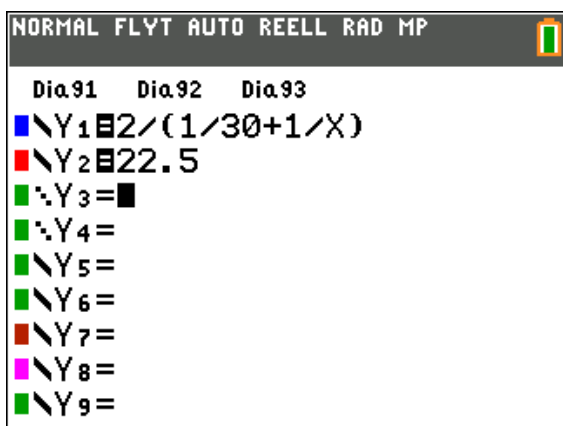 NORMAL FLYT AUTO REELL RAD MP
Dia91 Dia92 Dia93
\Y1=2/(1/30+1/X)
\Y2=22.5
Y3=
Y4=
\Y5=
\Y6=
\Y7=
\Y8=
\Y9=